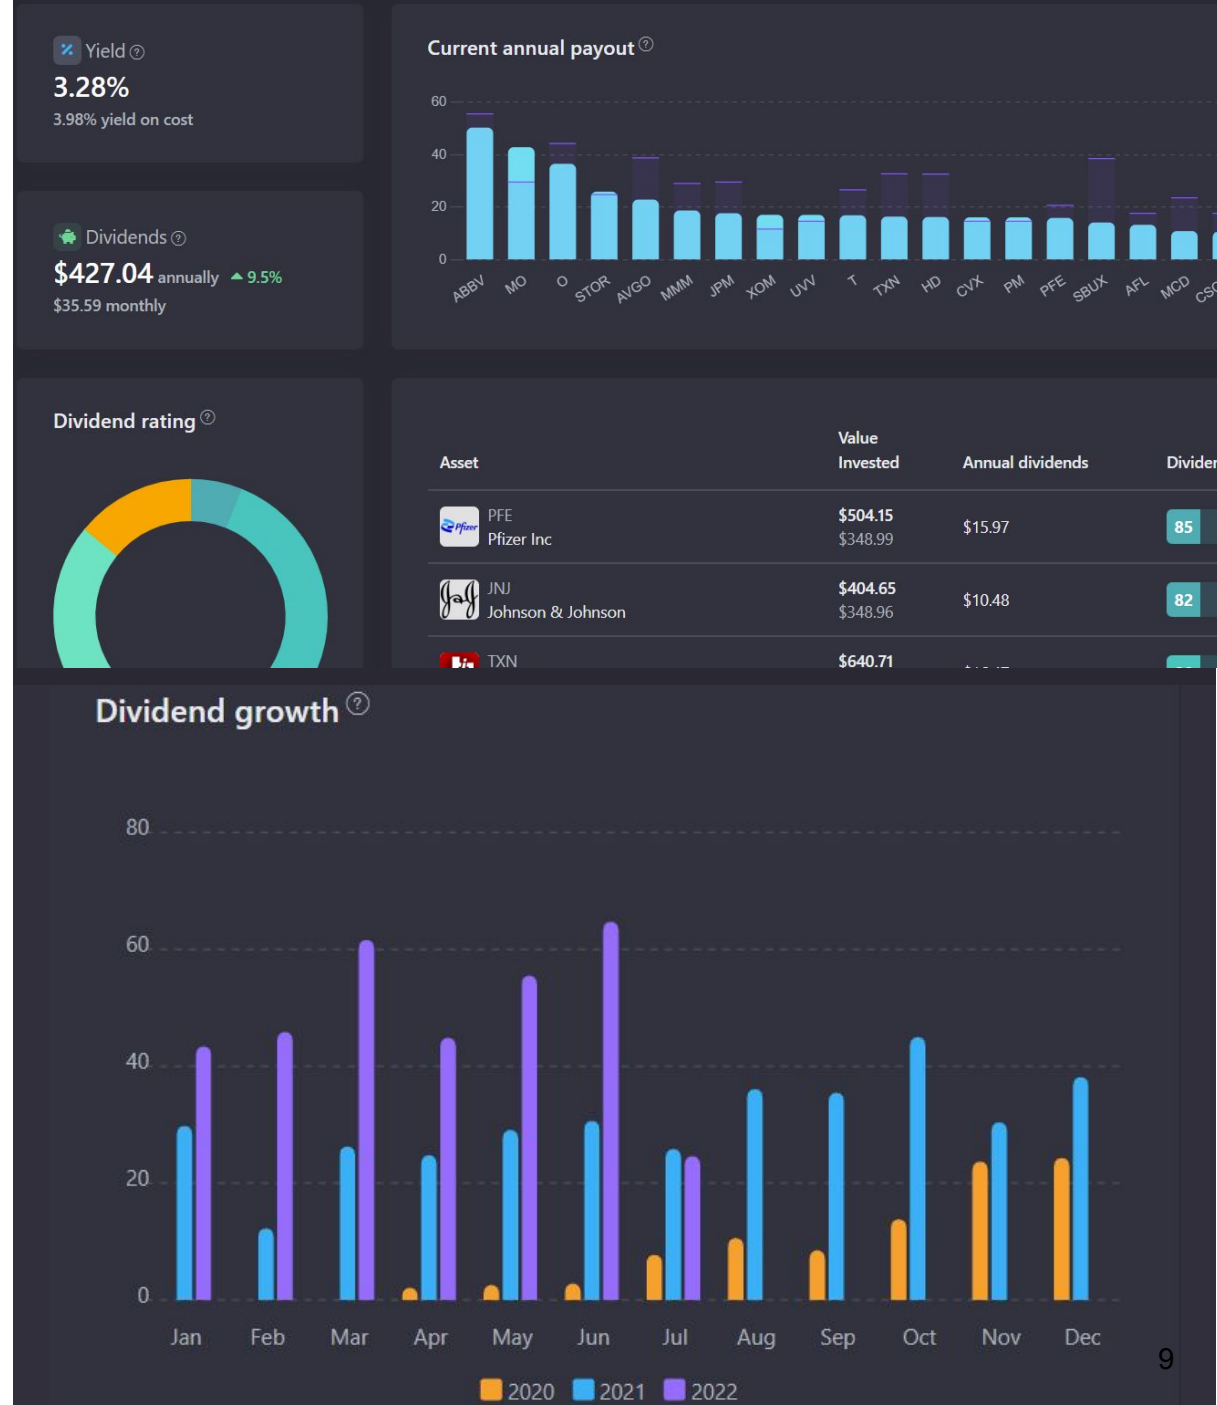 Yield
3.28%
3.98% yield on cost
Dividends
$427.04 annually 9.5%
$35.59 monthly
Current annual payout
60
40
20
0
ABBV MO O STOR AVGO MMM JPM XOM UVV T TXN HD CVX PM PFE SBUX AFL MCD
Dividend rating
Asset
Value
Invested
Annual dividends
Pfizer
PFE
Pfizer Inc
$504.15
$348.99
$15.97
85
J&J
JNJ
Johnson & Johnson
$404.65
$348.96
$10.48
82
TXN
$640.71
Dividend growth
80
60
40
20
0
Jan Feb Mar Apr May Jun Jul Aug Sep Oct Nov Dec
9
2020 2021 2022